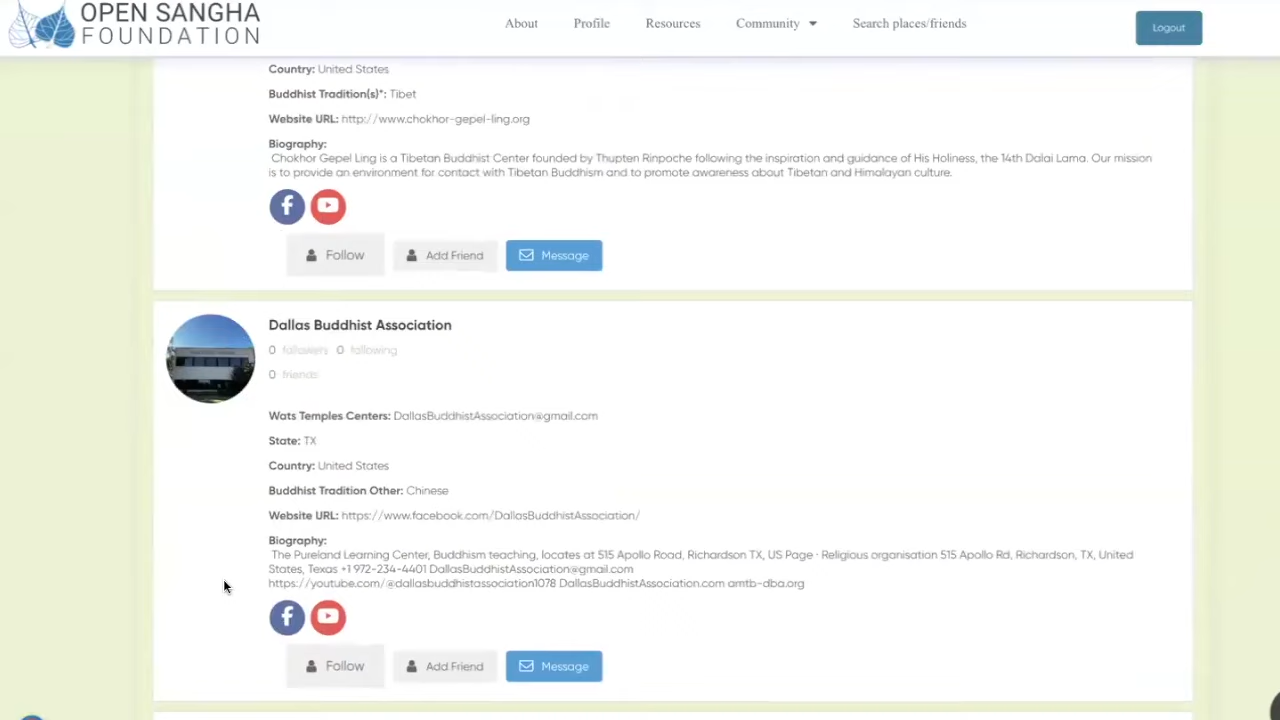 OPEN SANGHA
FOUNDATION
About Profile Resources Community Search places/friends Logout
Country: United States
Buddhist Tradition(s)*: Tibet
Website URL: http://www.chokhor-gepel-ling.org
Biography:
Chokhor Gepel Ling is a Tibetan Buddhist Center founded by Thupten Rinpoche following the inspiration and guidance of His Holiness, the 14th Dalai Lama. Our mission
is to provide an environment for contact with Tibetan Buddhism and to promote awareness about Tibetan and Himalayan culture.
Follow Add Friend Message
Dallas Buddhist Association
0 followers 0 following
0 friends
Wats Temples Centers: DallasBuddhistAssociation@gmail.com
State: TX
Country: United States
Buddhist Tradition Other: Chinese
Website URL: https://www.facebook.com/DallasBuddhistAssociation/
Biography:
The Pureland Learning Center, Buddhism teaching, locates at 515 Apollo Road, Richardson TX, US Page · Religious organisation 515 Apollo Rd, Richardson, TX, United
States, Texas +1 972-234-4401 DallasBuddhistAssociation@gmail.com
https://youtube.com/@dallasbuddhistassociation1078 DallasBuddhistAssociation.com amtb-dba.org
Follow Add Friend Message